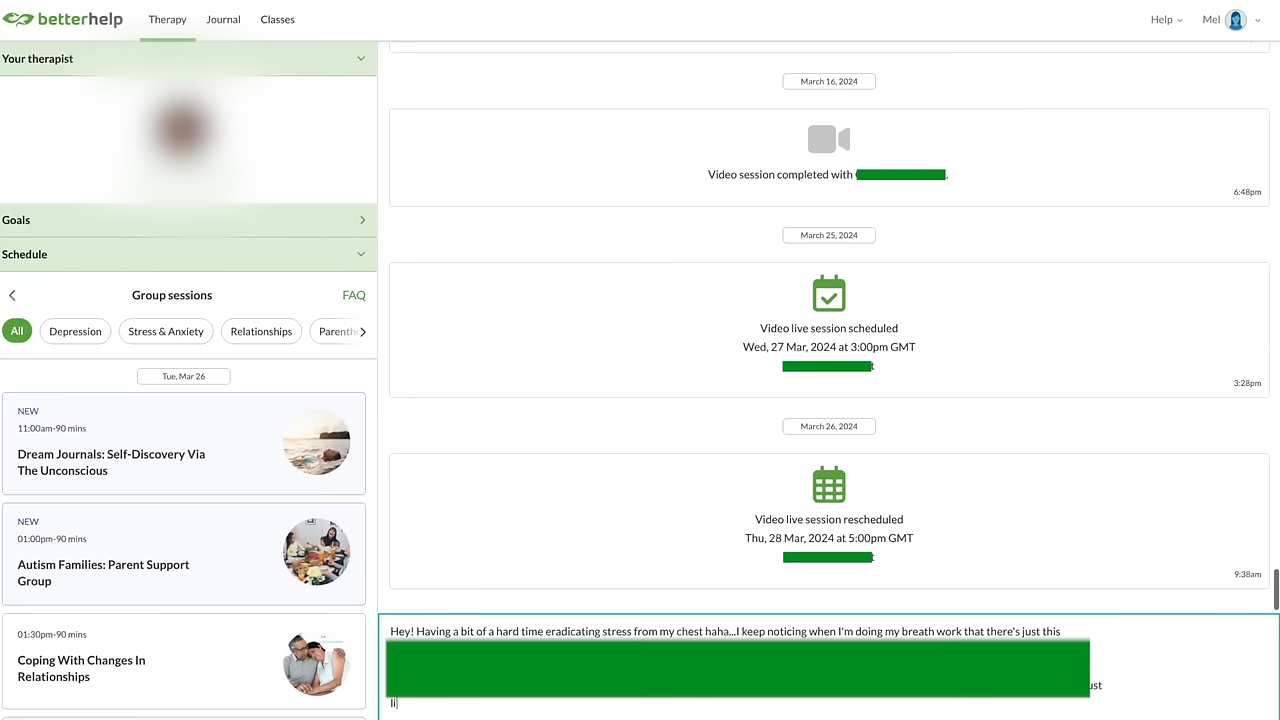 betterhelp
Therapy
Journal
Classes
Help
Mel
Your therapist
Goals
Schedule
Group sessions
FAQ
All
Depression
Stress & Anxiety
Relationships
Tue, Mar 26
NEW
11:00am-90 mins
Dream Journals: Self-Discovery Via
The Unconscious
NEW
01:00pm-90 mins
Autism Families: Parent Support
Group
01:30pm-90 mins
Coping With Changes In
Relationships
March 16, 2024
Video session completed with
6:48pm
March 25, 2024
Video live session scheduled
Wed, 27 Mar, 2024 at 3:00pm GMT
3:28pm
March 26, 2024
Video live session rescheduled
Thu, 28 Mar, 2024 at 5:00pm GMT
9:38am
Hey! Having a bit of a hard time eradicating stress from my chest haha...I keep noticing when I'm doing my breath work that there's just this
li